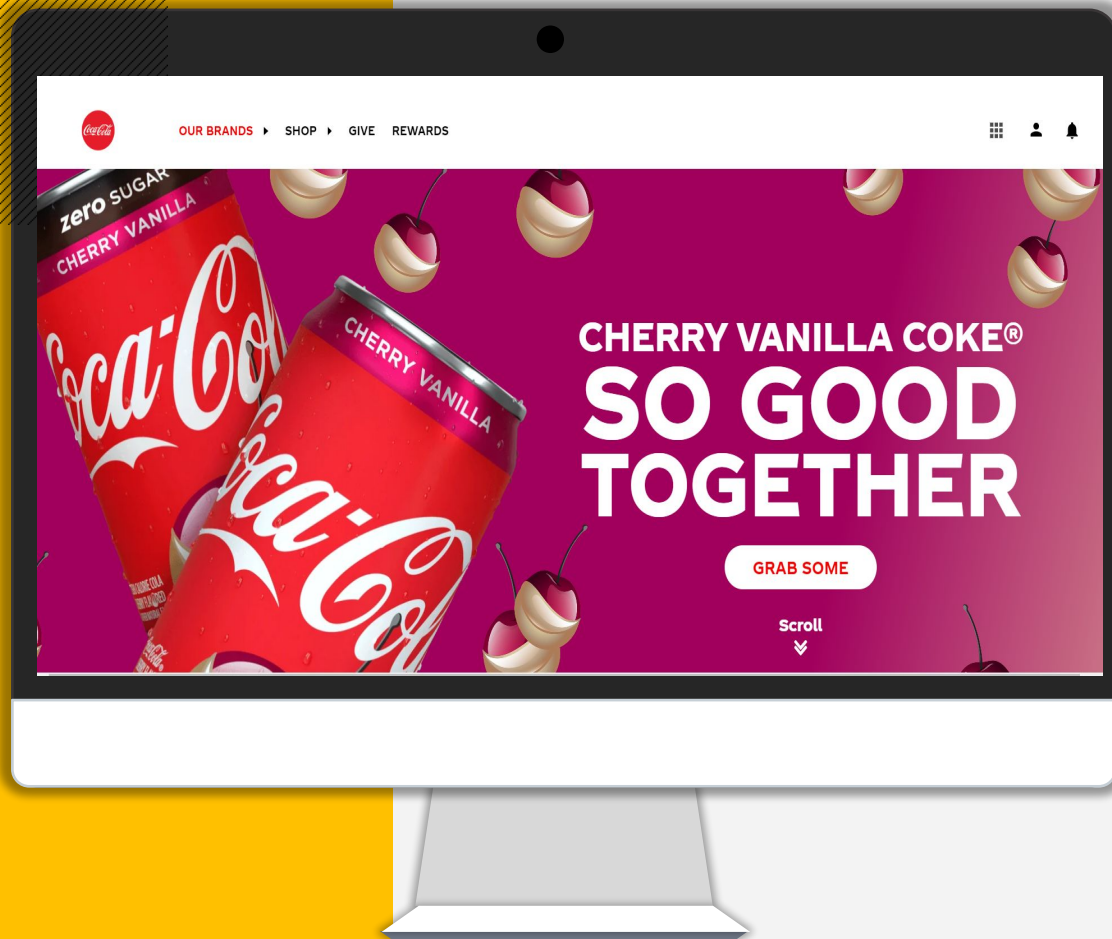 Coca-Cola
OUR BRANDS
SHOP
GIVE
REWARDS
zero SUGAR
CHERRY VANILLA
Coca-Cola
CHERRY VANILLA
Coca-Cola
CHERRY VANILLA COKE®
SO GOOD
TOGETHER
GRAB SOME
Scroll